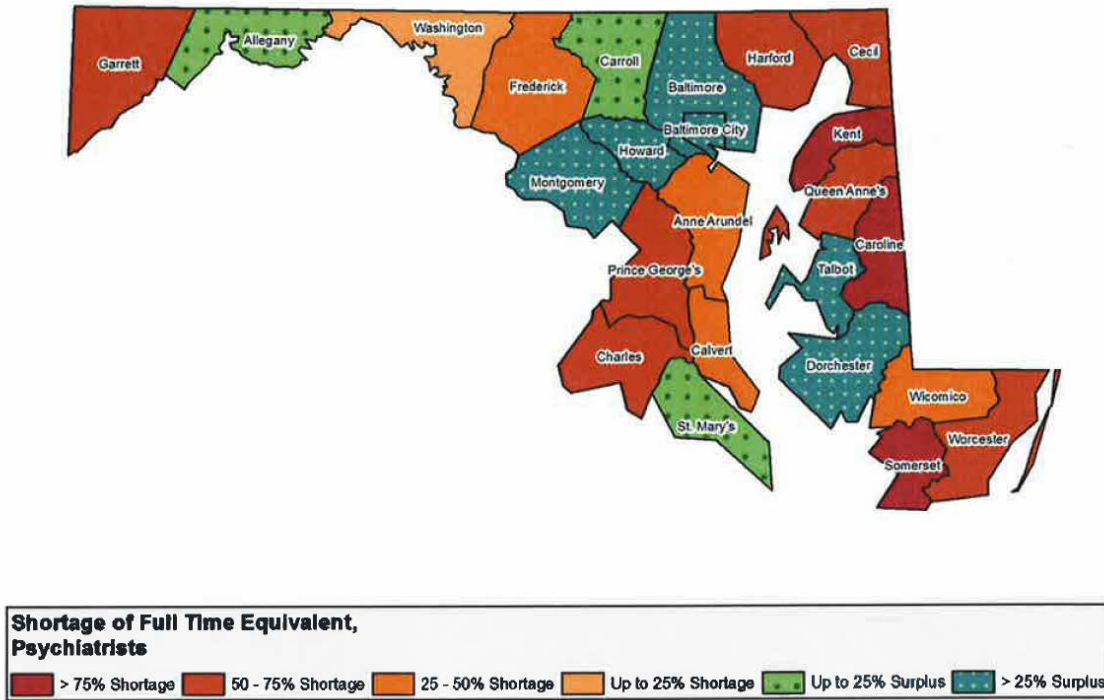 Washington
Allegany
Garrett
Carroll
Harford
Cecil
Frederick
Baltimore
Baltimore City
Kent
Howard
Montgomery
Queen Anne's
Anne Arundel
Caroline
Talbot
Prince George's
Charles
Calvert
Dorchester
Wicomico
St. Mary's
Worcester
Somerset
Shortage of Full Time Equivalent,
Psychiatrists
> 75% Shortage 50 - 75% Shortage 25 - 50% Shortage Up to 25% Shortage Up to 25% Surplus > 25% Surplus